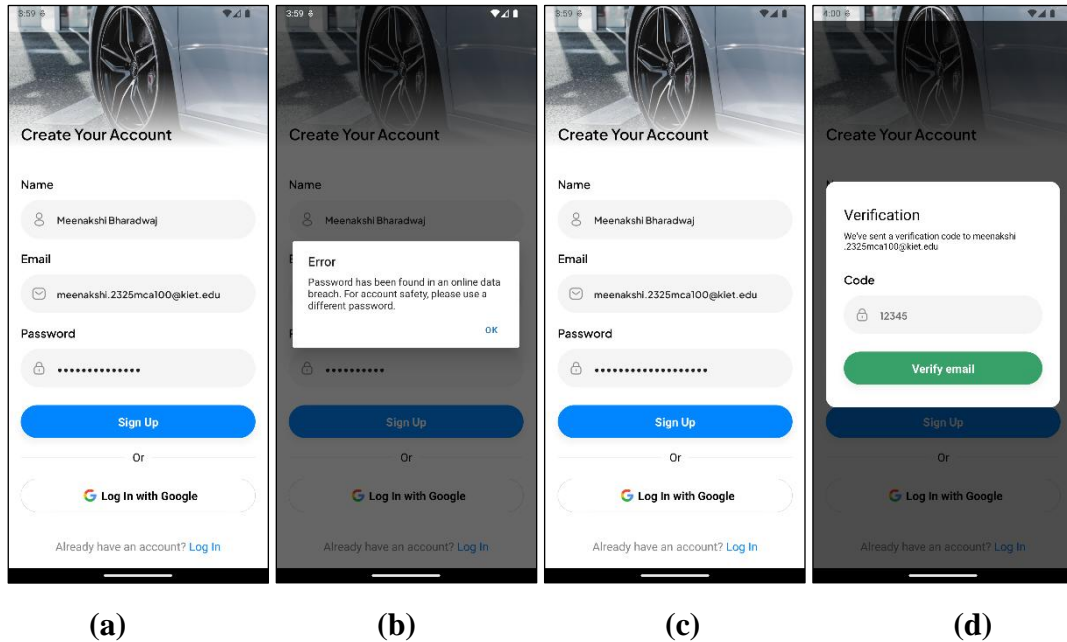 3:59
Create Your Account
Name
Meenakshi Bharadwaj
Email
meenakshi.2325mca100@kiet.edu
Password
••••••••••••••
Sign Up
Or
Log In with Google
Already have an account? Log In
(a)
3:59
Create Your Account
Name
Meenakshi Bharadwaj
Error
Password has been found in an online data
breach. For account safety, please use a
different password.
OK
••••••••••
Sign Up
Or
Log In with Google
Already have an account? Log In
(b)
3:59
Create Your Account
Name
Meenakshi Bharadwaj
Email
meenakshi.2325mca100@kiet.edu
Password
•••••••••••••••••••
Sign Up
Or
Log In with Google
Already have an account? Log In
(c)
4:00
Create Your Account
Verification
We've sent a verification code to meenakshi
.2325mca100@kiet.edu
Code
12345
Verify email
Sign Up
Or
Log In with Google
Already have an account? Log In
(d)